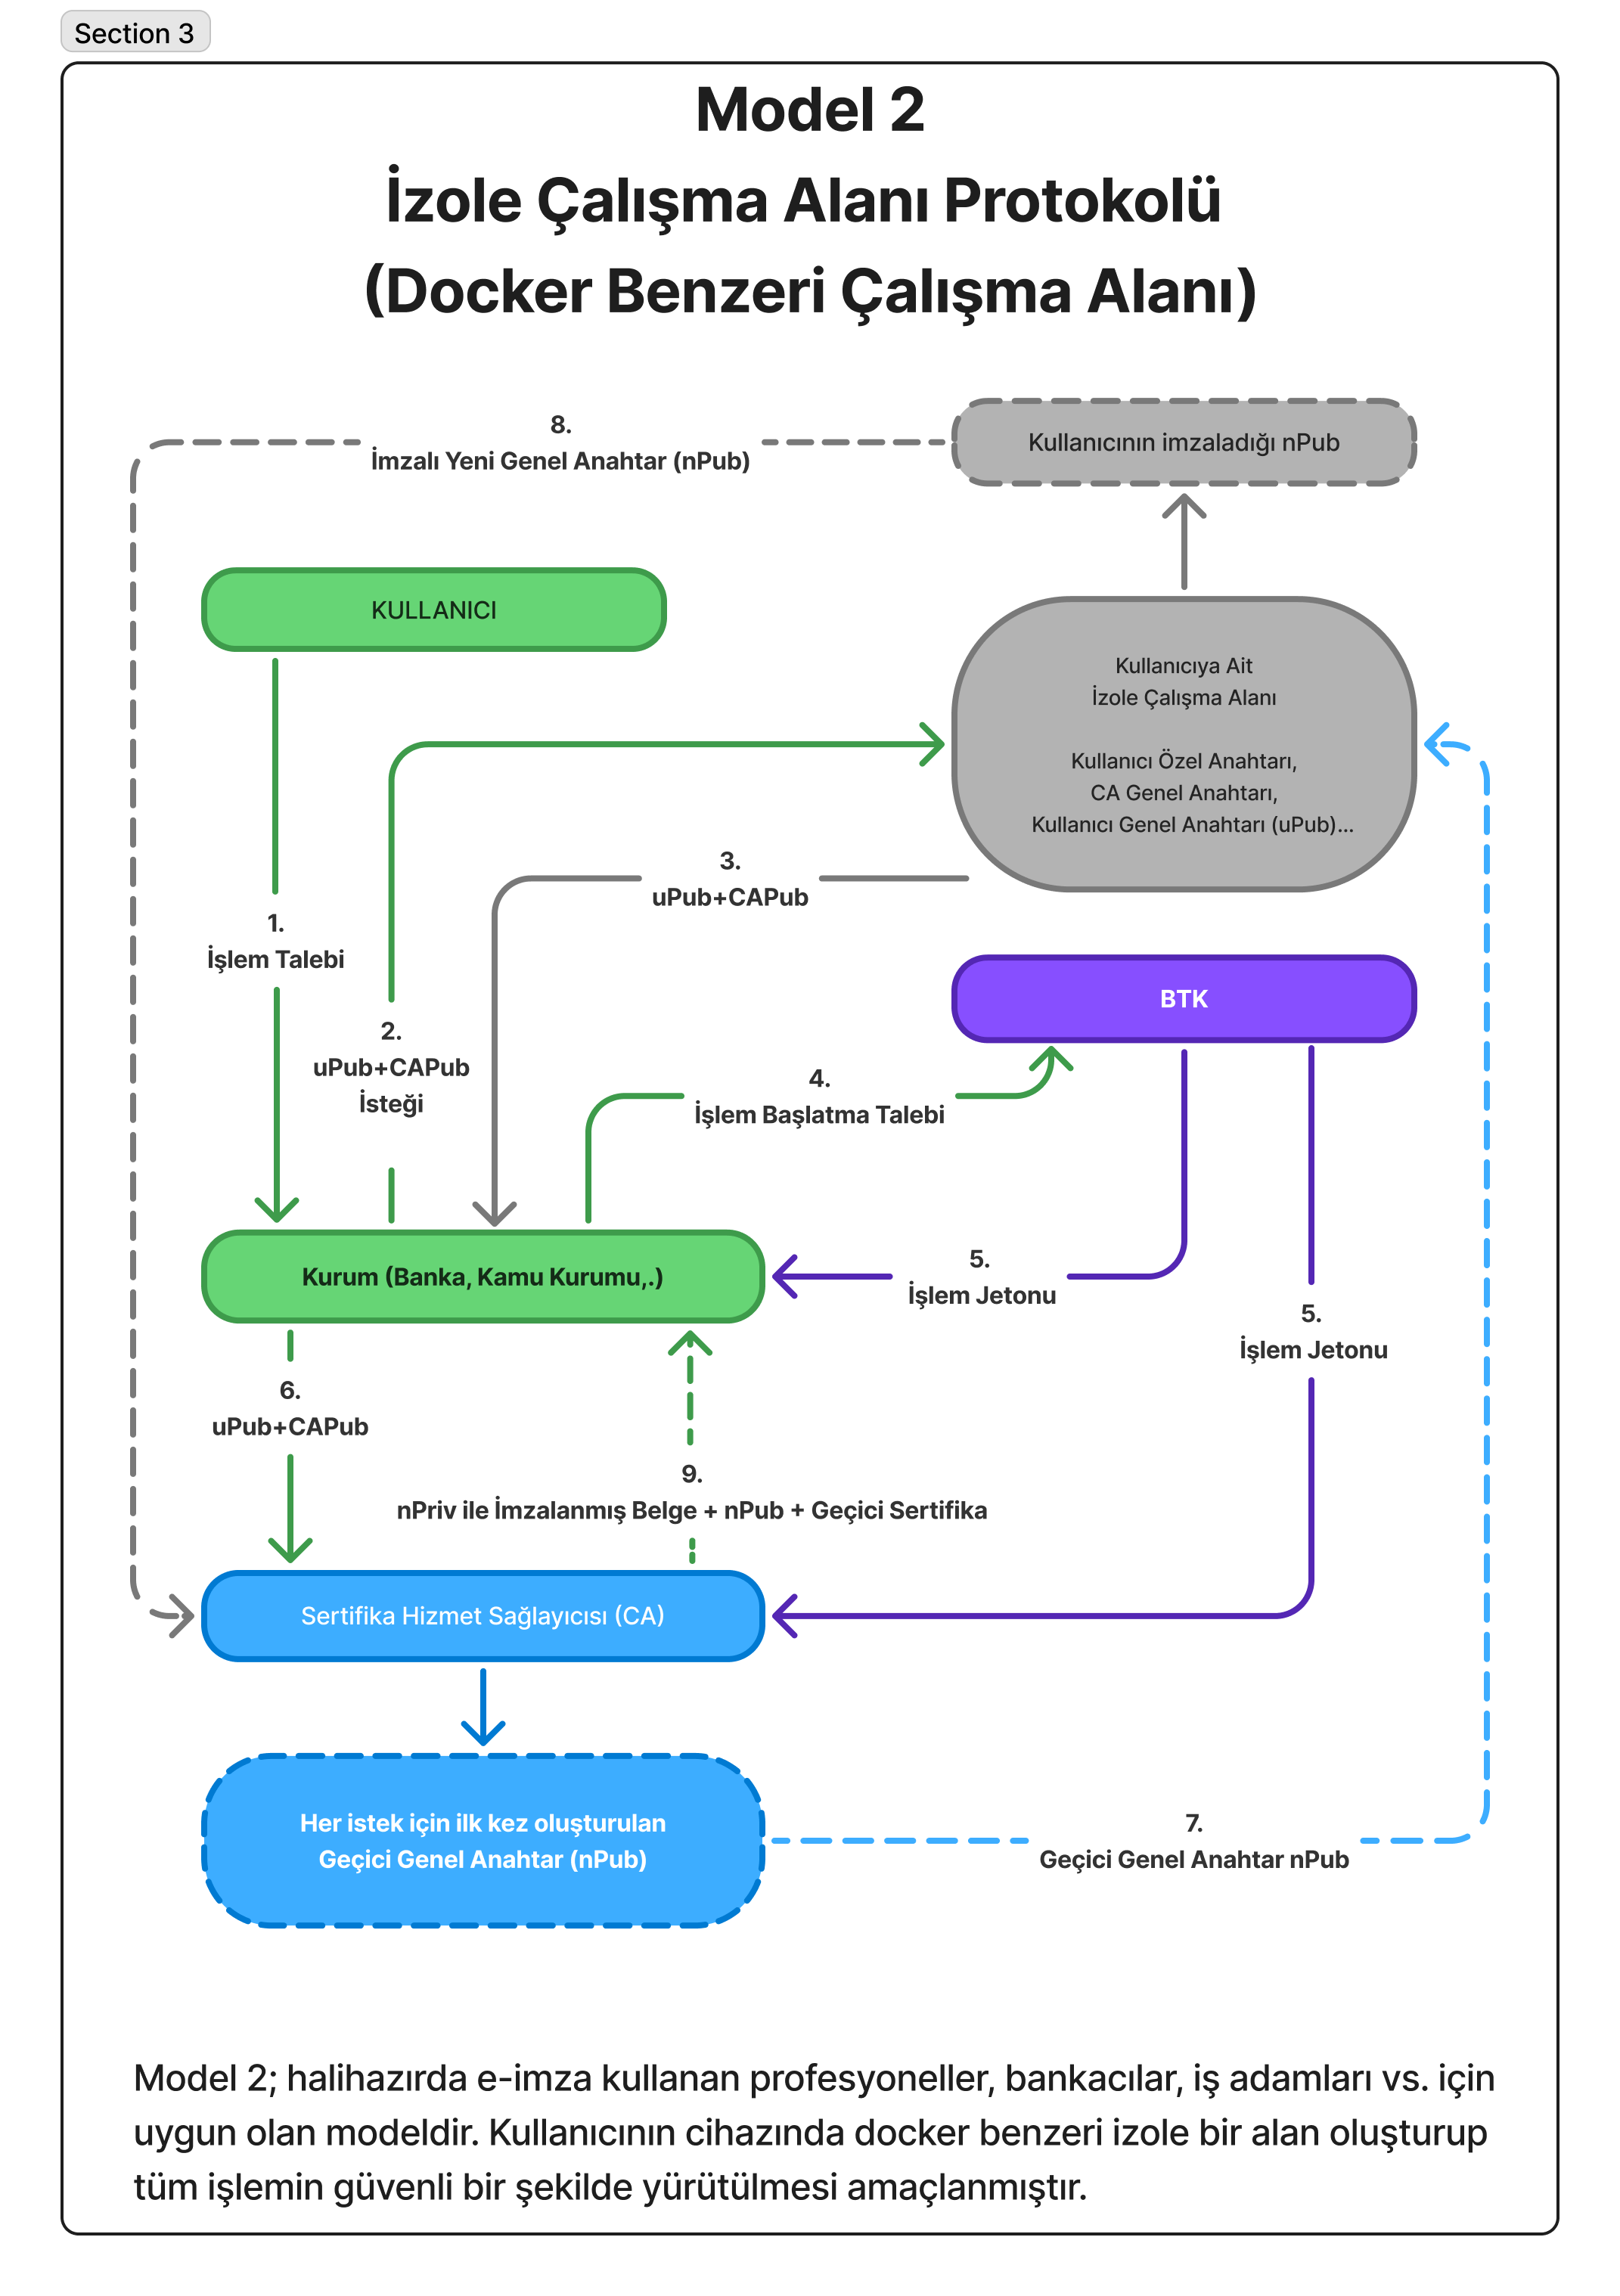 Section 3
Model 2
İzole Çalışma Alanı Protokolü
(Docker Benzeri Çalışma Alanı)
8.
İmzalı Yeni Genel Anahtar (nPub)
Kullanıcının imzaladığı nPub
KULLANICI
Kullanıcıya Ait
İzole Çalışma Alanı
Kullanıcı Özel Anahtarı,
CA Genel Anahtarı,
Kullanıcı Genel Anahtarı (uPub)...
3.
uPub+CAPub
1.
İşlem Talebi
BTK
2.
uPub+CAPub
İsteği
4.
İşlem Başlatma Talebi
Kurum (Banka, Kamu Kurumu,.)
5.
İşlem Jetonu
5.
İşlem Jetonu
6.
uPub+CAPub
9.
nPriv ile İmzalanmış Belge + nPub + Geçici Sertifika
Sertifika Hizmet Sağlayıcısı (CA)
Her istek için ilk kez oluşturulan
Geçici Genel Anahtar (nPub)
7.
Geçici Genel Anahtar nPub
Model 2; halihazırda e-imza kullanan profesyoneller, bankacılar, iş adamları vs. için
uygun olan modeldir. Kullanıcının cihazında docker benzeri izole bir alan oluşturup
tüm işlemin güvenli bir şekilde yürütülmesi amaçlanmıştır.